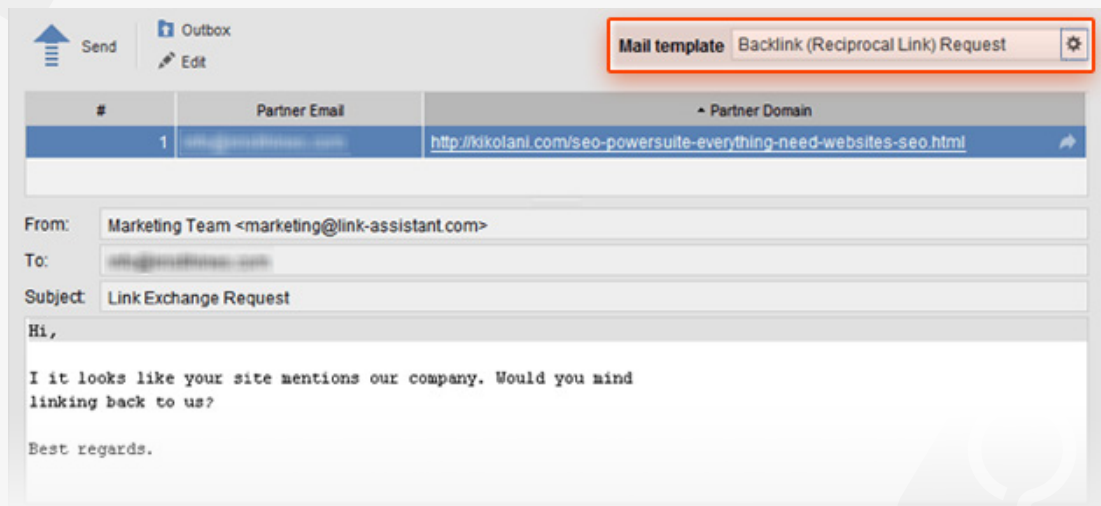 Send
Outbox
Edit
Mail template Backlink (Reciprocal Link) Request
# Partner Email Partner Domain
1 http://kikolani.com/seo-powersuite-everything-need-websites-seo.html
From: Marketing Team <marketing@link-assistant.com>
To:
Subject: Link Exchange Request
Hi,
I it looks like your site mentions our company. Would you mind
linking back to us?
Best regards.